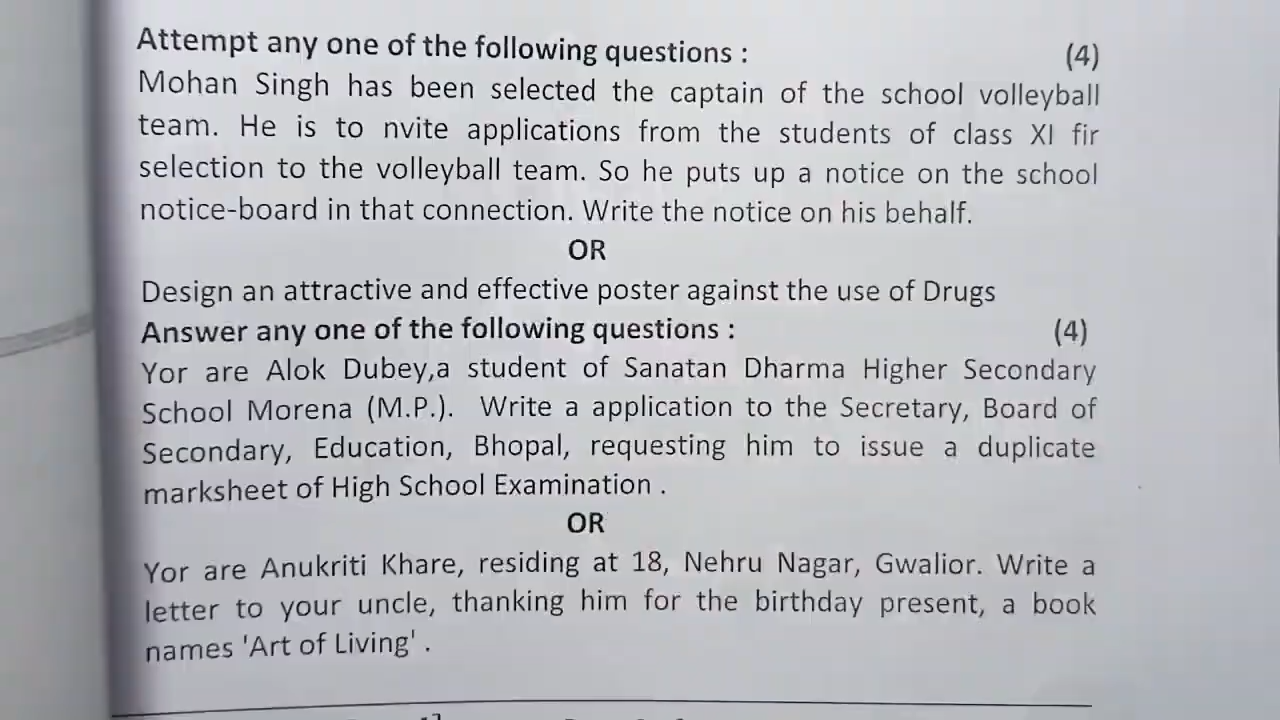 Attempt any one of the following questions : (4)
Mohan Singh has been selected the captain of the school volleyball
team. He is to nvite applications from the students of class XI fir
selection to the volleyball team. So he puts up a notice on the school
notice-board in that connection. Write the notice on his behalf.
OR
Design an attractive and effective poster against the use of Drugs
Answer any one of the following questions : (4)
Yor are Alok Dubey,a student of Sanatan Dharma Higher Secondary
School Morena (M.P.). Write a application to the Secretary, Board of
Secondary, Education, Bhopal, requesting him to issue a duplicate
marksheet of High School Examination .
OR
Yor are Anukriti Khare, residing at 18, Nehru Nagar, Gwalior. Write a
letter to your uncle, thanking him for the birthday present, a book
names 'Art of Living' .